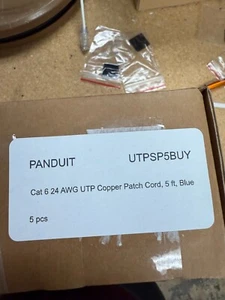 PANDUIT UTPSP5BUY
Cat 6 24 AWG UTP Copper Patch Cord, 5 ft, Blue
5 pcs